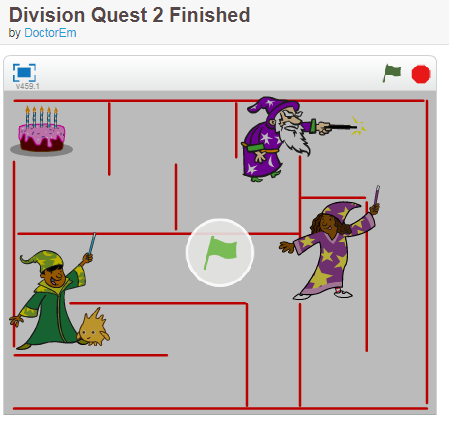 Division Quest 2 Finished
by DoctorEm
v459.1